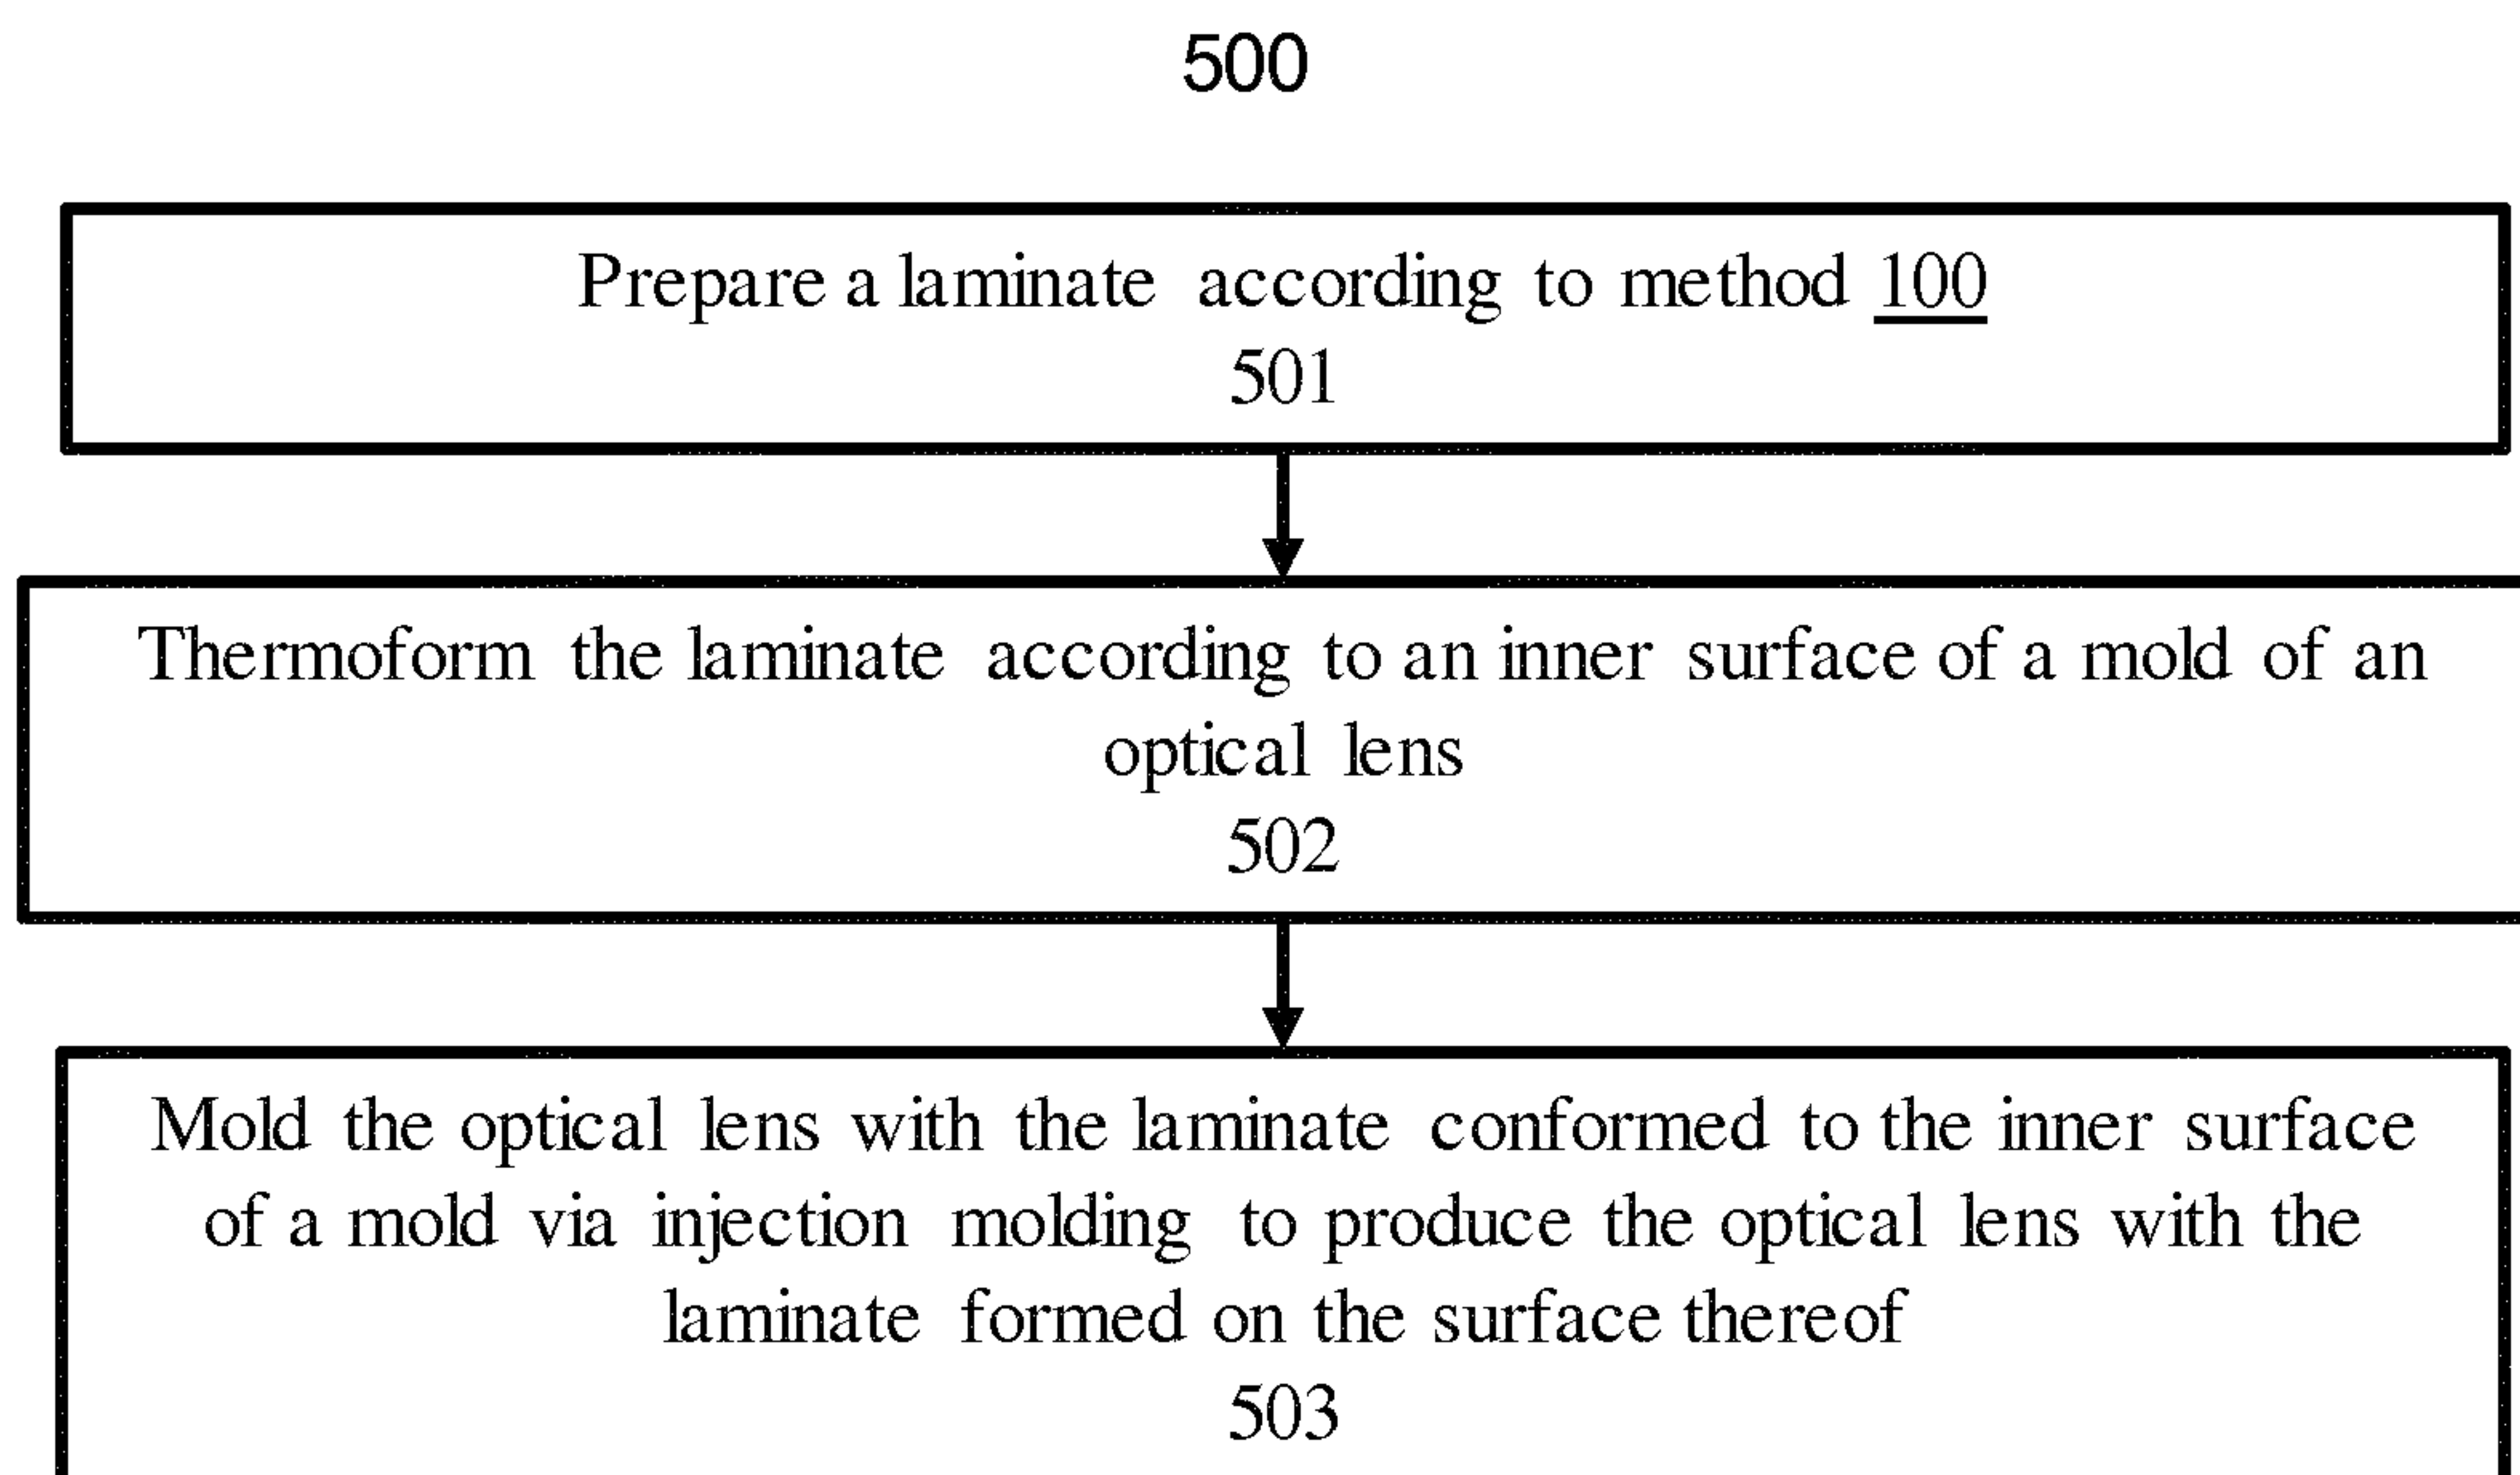 500
Prepare a laminate according to method 100
501
Thermoform the laminate according to an inner surface of a mold of an
optical lens
502
Mold the optical lens with the laminate conformed to the inner surface
of a mold via injection molding to produce the optical lens with the
laminate formed on the surface thereof
503